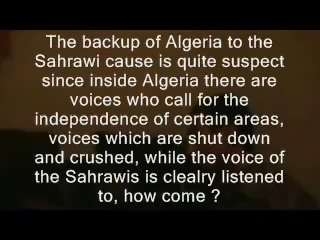 The backup of Algeria to the
Sahrawi cause is quite suspect
since inside Algeria there are
voices who call for the
independence of certain areas,
voices which are shut down
and crushed, while the voice of
the Sahrawis is clealry listened
to, how come ?